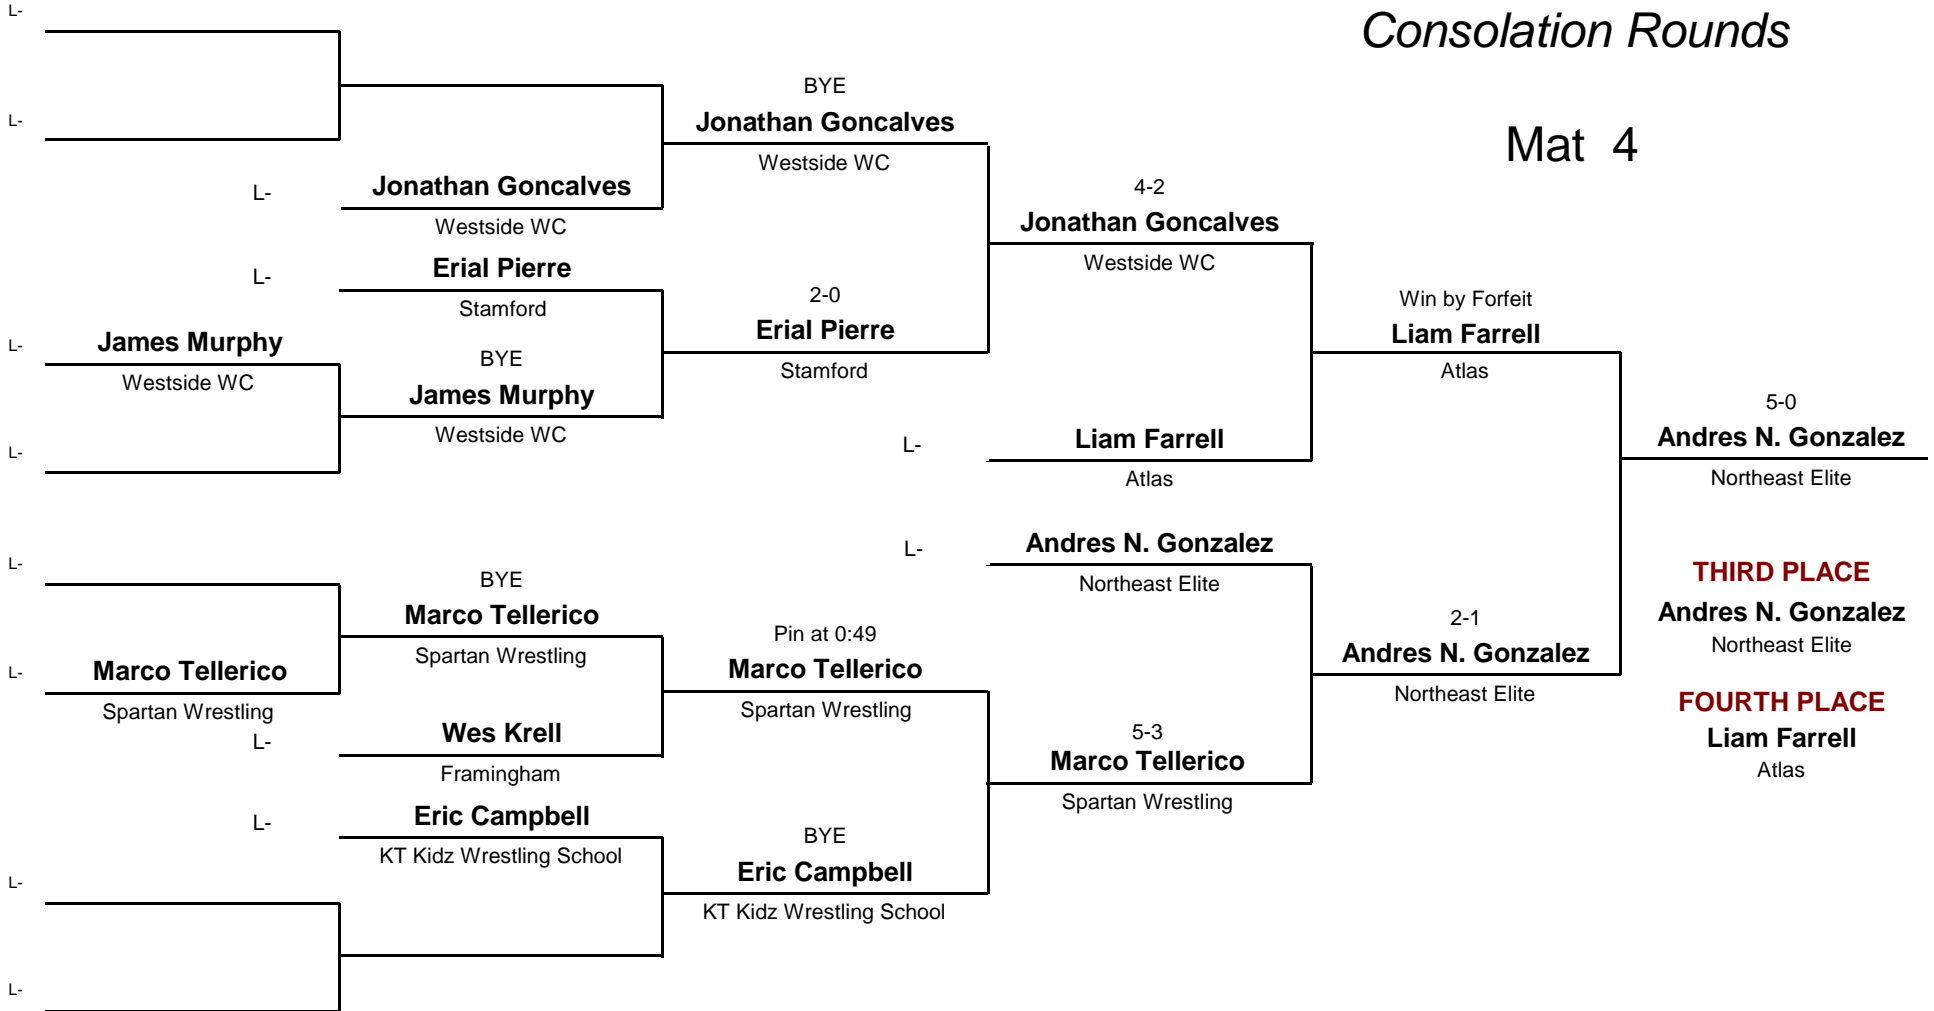 Consolation Rounds
Mat 4
L-
L-
L-
Jonathan Goncalves
Westside WC
L-
Erial Pierre
Stamford
L-
James Murphy
Westside WC
BYE
James Murphy
Westside WC
L-
BYE
Jonathan Goncalves
Westside WC
2-0
Erial Pierre
Stamford
4-2
Jonathan Goncalves
Westside WC
L-
Liam Farrell
Atlas
Win by Forfeit
Liam Farrell
Atlas
5-0
Andres N. Gonzalez
Northeast Elite
L-
L-
Marco Tellerico
Spartan Wrestling
BYE
Marco Tellerico
Spartan Wrestling
L-
Wes Krell
Framingham
L-
Eric Campbell
KT Kidz Wrestling School
L-
L-
Pin at 0:49
Marco Tellerico
Spartan Wrestling
BYE
Eric Campbell
KT Kidz Wrestling School
L-
Andres N. Gonzalez
Northeast Elite
5-3
Marco Tellerico
Spartan Wrestling
2-1
Andres N. Gonzalez
Northeast Elite
THIRD PLACE
Andres N. Gonzalez
Northeast Elite
FOURTH PLACE
Liam Farrell
Atlas